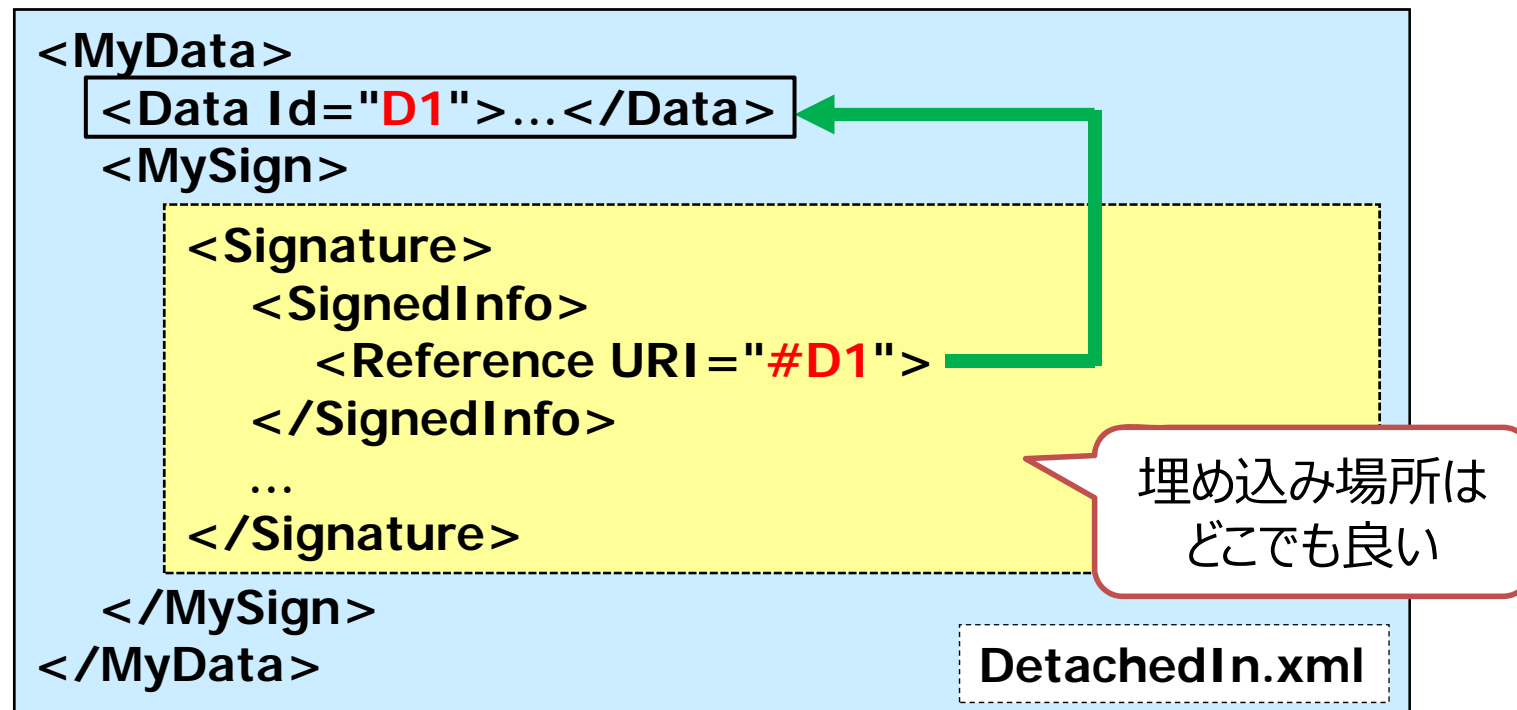 <MyData>
<Data Id="D1">...</Data>
<MySign>
<Signature>
<SignedInfo>
<Reference URI="#D1">
</SignedInfo>
...
</Signature>
埋め込み場所は
どこでも良い
</MySign>
</MyData>
DetachedIn.xml